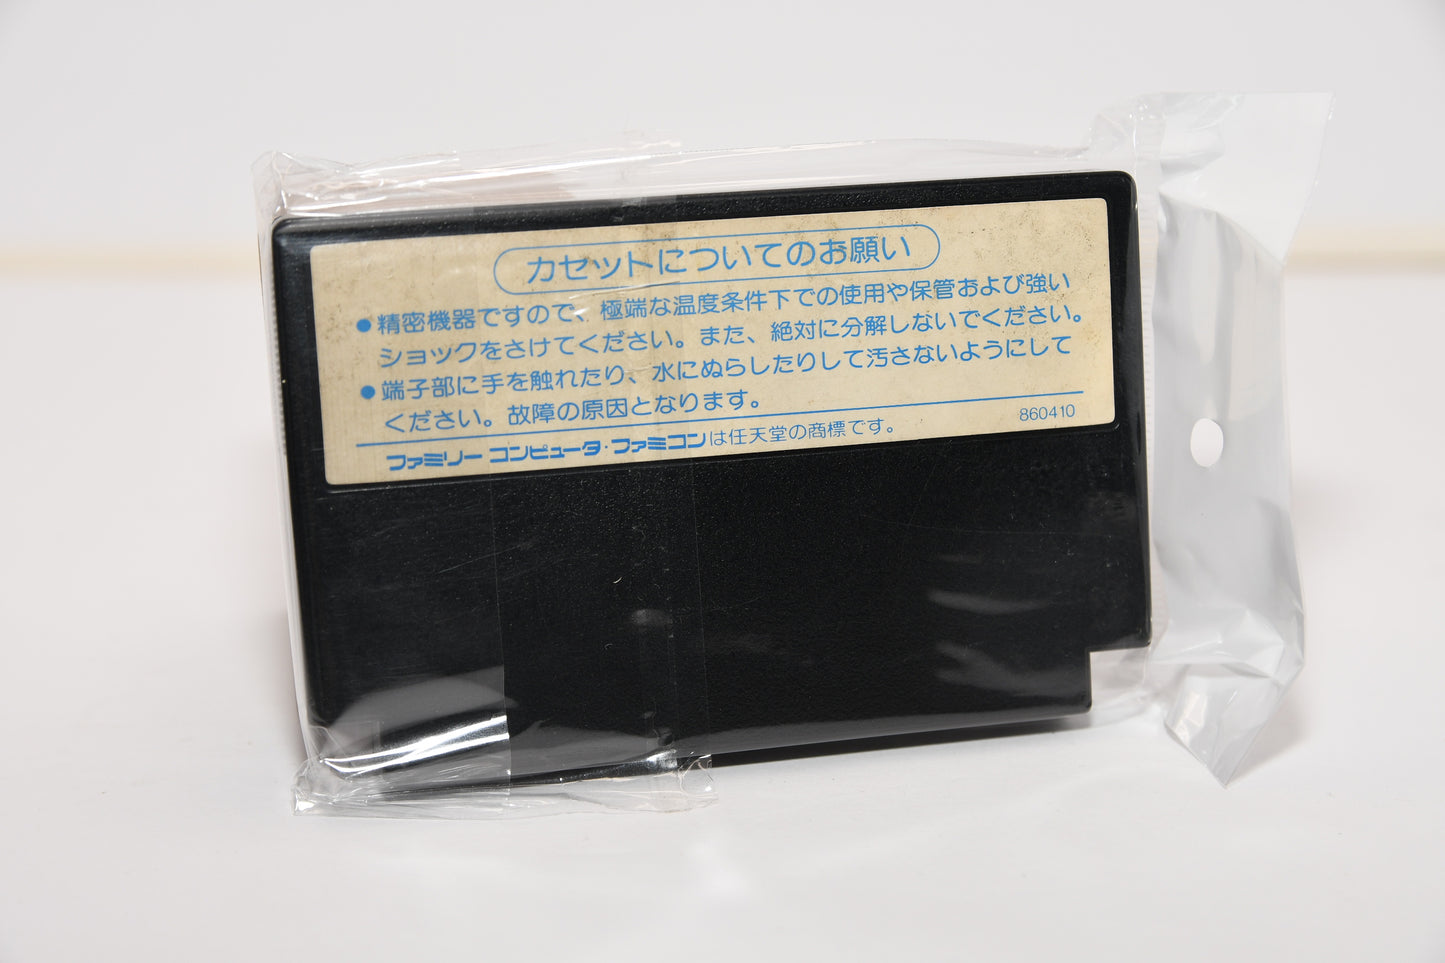 カセットについてのお願い
●精密機器ですので、極端な温度条件下での使用や保管および強い
ショックをさけてください。また、絶対に分解しないでください。
●端子部に手を触れたり、水にぬらしたりして汚さないようにして
ください。故障の原因となります。
860410
ファミリーコンピュータ・ファミコンは任天堂の商標です。